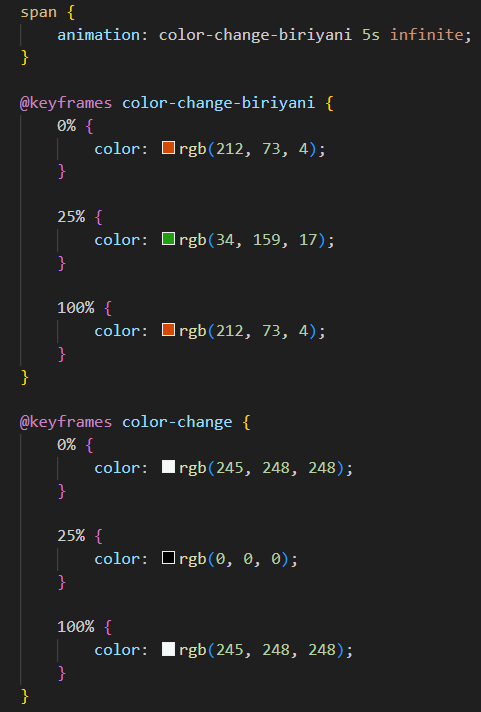 span {
    animation: color-change-biriyani 5s infinite;
}

@keyframes color-change-biriyani {
    0% {
        color: rgb(212, 73, 4);
    }

    25% {
        color: rgb(34, 159, 17);
    }

    100% {
        color: rgb(212, 73, 4);
    }
}

@keyframes color-change {
    0% {
        color: rgb(245, 248, 248);
    }

    25% {
        color: rgb(0, 0, 0);
    }

    100% {
        color: rgb(245, 248, 248);
    }
}